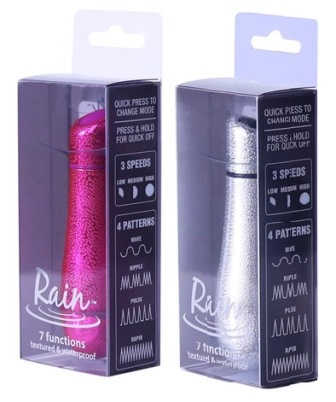 QUICK PRESS TO
CHANGE MODE
PRESS & HOLD
FOR QUICK OFF
3 SPEEDS
LOW MEDIUM HIGH
4 PATTERNS
WAVE
RIPPLE
PULSE
RAPID
Rain™
7 functions
textured & waterproof
QUICK PRESS TO
CHANGE MODE
PRESS & HOLD
FOR QUICK OFF
3 SPEEDS
LOW MEDIUM HIGH
4 PATTERNS
WAVE
RIPPLE
PULSE
RAPID
Rain™
7 functions
textured & waterproof